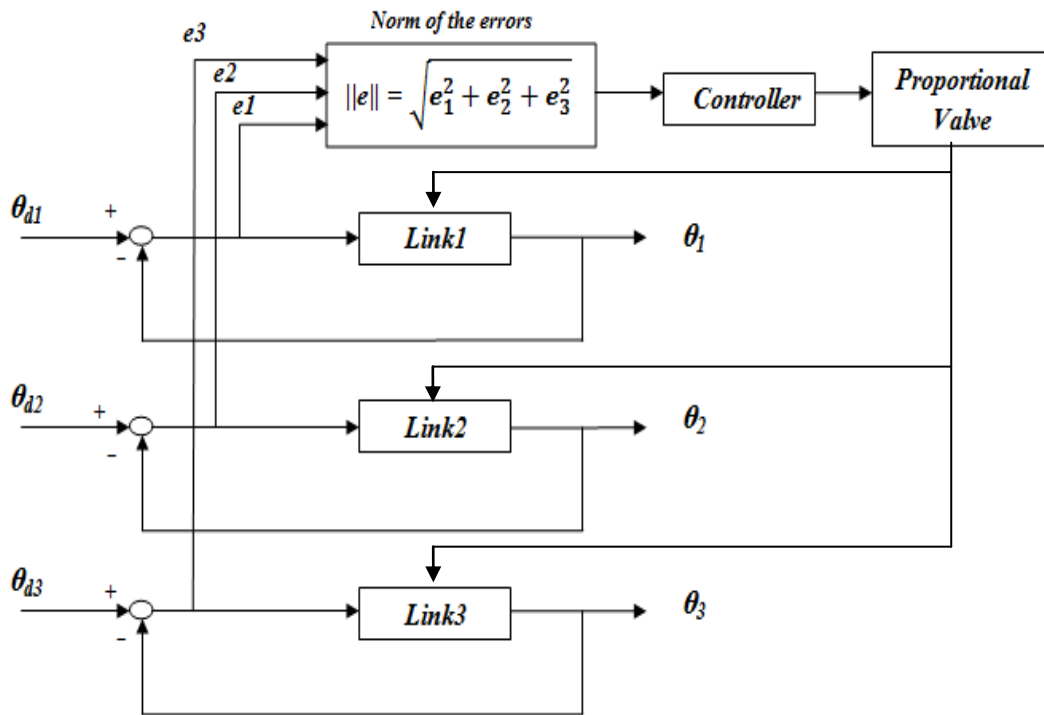 Norm of the errors
e3
e2
e1
||e|| = √(e₁² + e₂² + e₃²)
Controller
Proportional
Valve
θd1
+
−
Link1
θ₁
θd2
+
−
Link2
θ₂
θd3
+
−
Link3
θ₃